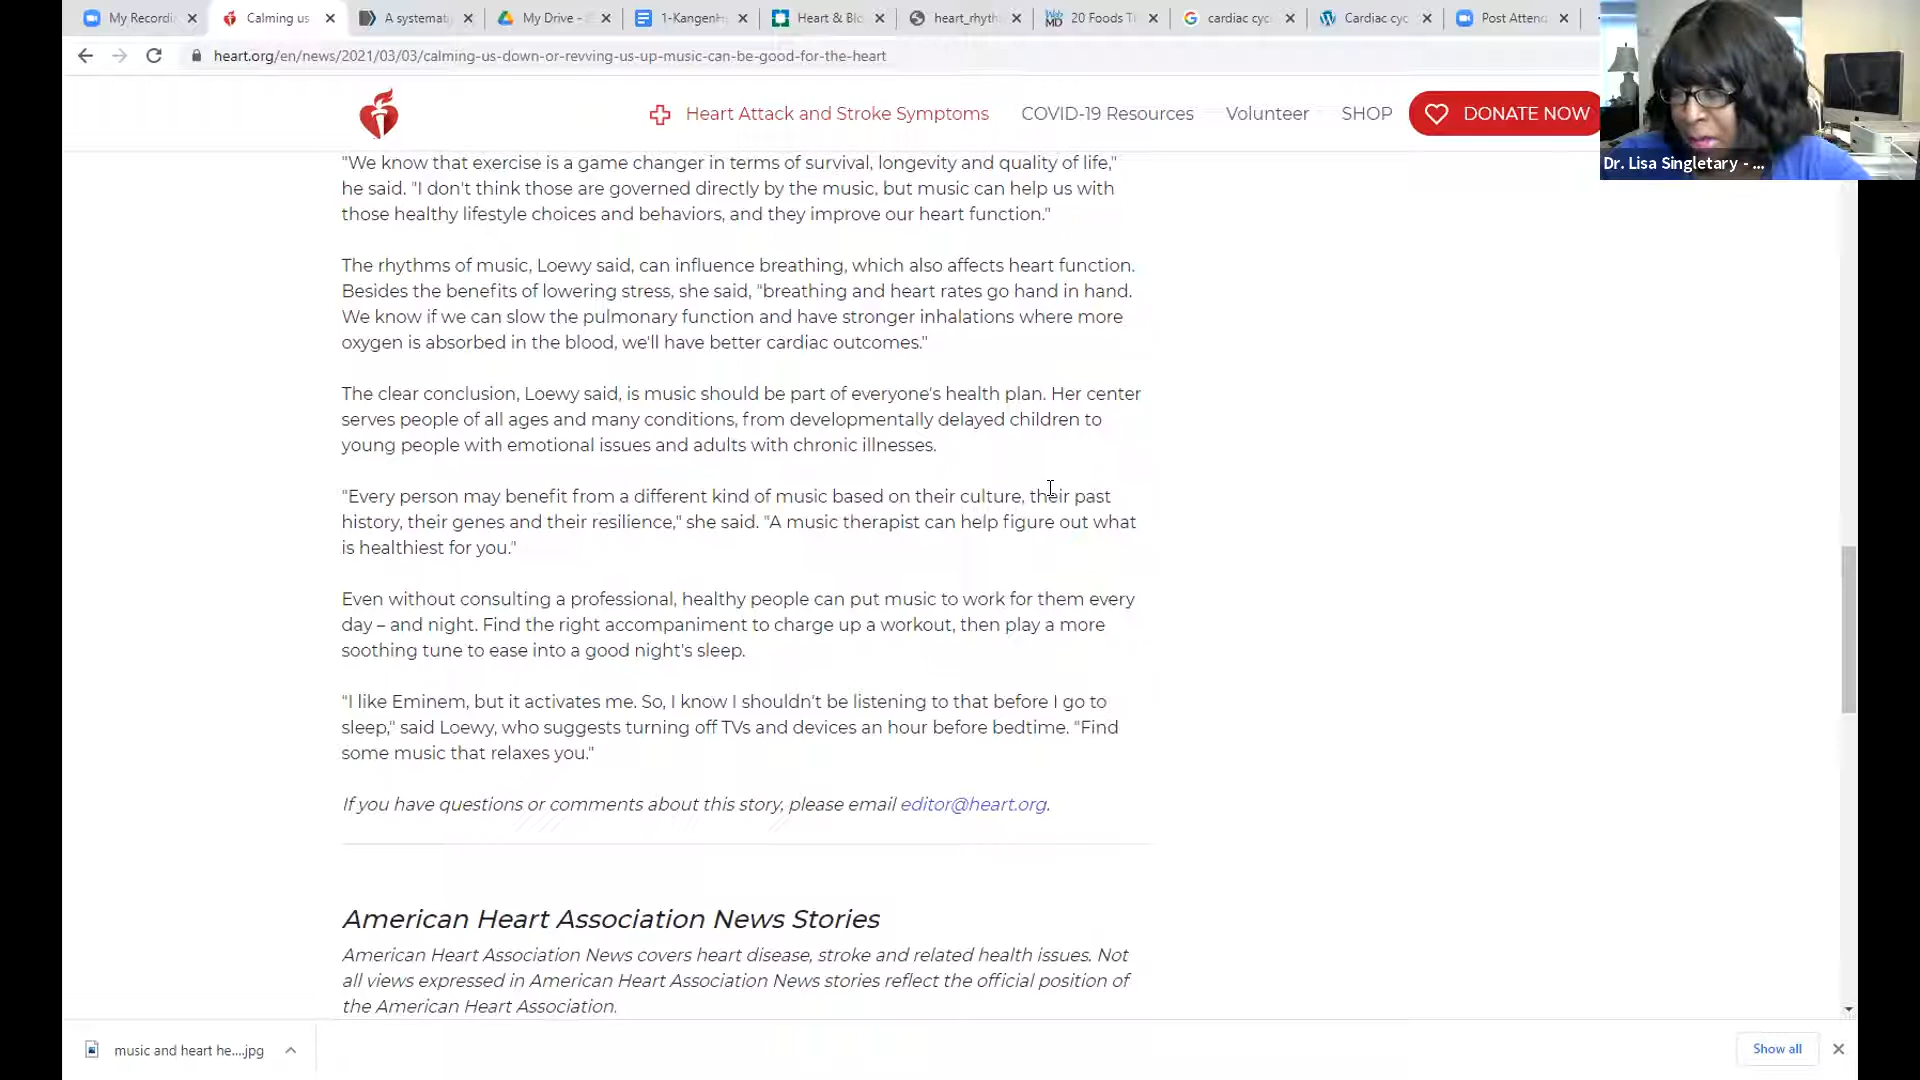 My Recordi
Calming us
A systemati
My Drive -
1-KangenH
Heart & Blo
heart_rhyth
WebMD
20 Foods T
cardiac cyc
Cardiac cyc
Post Attend
heart.org/en/news/2021/03/03/calming-us-down-or-revving-us-up-music-can-be-good-for-the-heart
Heart Attack and Stroke Symptoms
COVID-19 Resources
Volunteer
SHOP
DONATE NOW
Dr. Lisa Singletary - ...
"We know that exercise is a game changer in terms of survival, longevity and quality of life,"
he said. "I don't think those are governed directly by the music, but music can help us with
those healthy lifestyle choices and behaviors, and they improve our heart function."
The rhythms of music, Loewy said, can influence breathing, which also affects heart function.
Besides the benefits of lowering stress, she said, "breathing and heart rates go hand in hand.
We know if we can slow the pulmonary function and have stronger inhalations where more
oxygen is absorbed in the blood, we'll have better cardiac outcomes."
The clear conclusion, Loewy said, is music should be part of everyone's health plan. Her center
serves people of all ages and many conditions, from developmentally delayed children to
young people with emotional issues and adults with chronic illnesses.
"Every person may benefit from a different kind of music based on their culture, their past
history, their genes and their resilience," she said. "A music therapist can help figure out what
is healthiest for you."
Even without consulting a professional, healthy people can put music to work for them every
day – and night. Find the right accompaniment to charge up a workout, then play a more
soothing tune to ease into a good night's sleep.
"I like Eminem, but it activates me. So, I know I shouldn't be listening to that before I go to
sleep," said Loewy, who suggests turning off TVs and devices an hour before bedtime. "Find
some music that relaxes you."
If you have questions or comments about this story, please email editor@heart.org.
American Heart Association News Stories
American Heart Association News covers heart disease, stroke and related health issues. Not
all views expressed in American Heart Association News stories reflect the official position of
the American Heart Association.
music and heart he....jpg
Show all